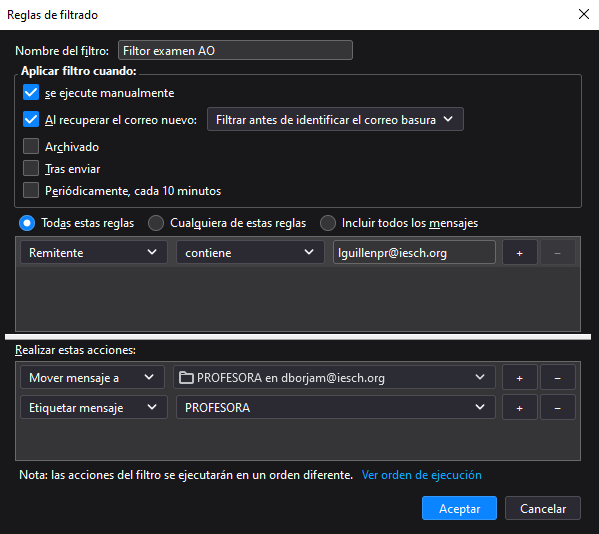 Reglas de filtrado
Nombre del filtro: Filtor examen AO
Aplicar filtro cuando:
se ejecute manualmente
Al recuperar el correo nuevo: Filtrar antes de identificar el correo basura
Archivado
Tras enviar
Periódicamente, cada 10 minutos
Todas estas reglas Cualquiera de estas reglas Incluir todos los mensajes
Remitente contiene lguillenpr@iesch.org + −
Realizar estas acciones:
Mover mensaje a PROFESORA en dborjam@iesch.org + −
Etiquetar mensaje PROFESORA + −
Nota: las acciones del filtro se ejecutarán en un orden diferente. Ver orden de ejecución
Aceptar Cancelar